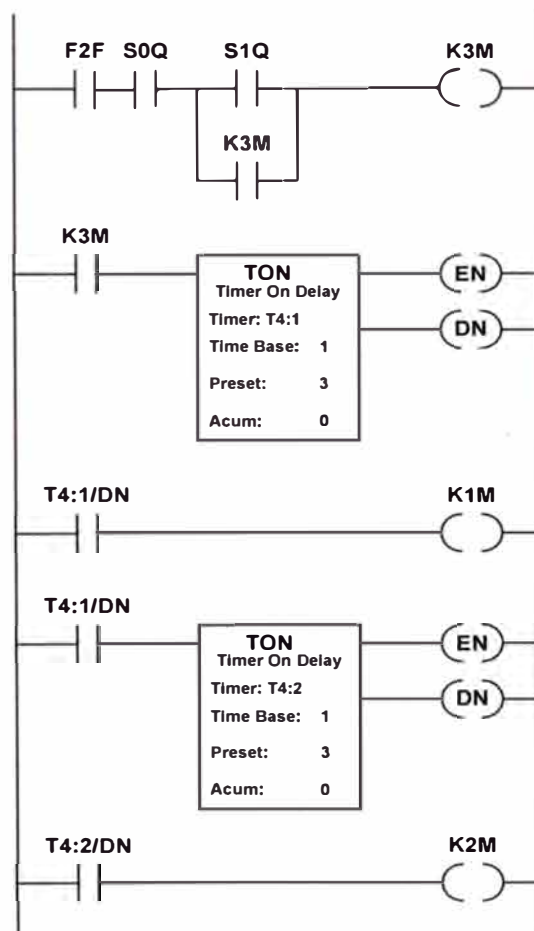 F2F S0Q S1Q K3M
K3M
K3M
TON
Timer On Delay
Timer: T4:1
Time Base: 1
Preset: 3
Acum: 0
EN
DN
T4:1/DN K1M
T4:1/DN
TON
Timer On Delay
Timer: T4:2
Time Base: 1
Preset: 3
Acum: 0
EN
DN
T4:2/DN K2M